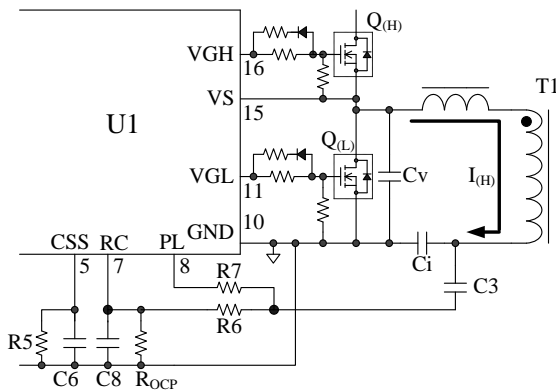 Q(H)
VGH
16
T1
VS
15
U1
Q(L)
VGL
11
Cv
I(H)
GND
10
CSS
RC
PL
5
7
8
Ci
R7
C3
R6
R5
C6
C8
ROCP